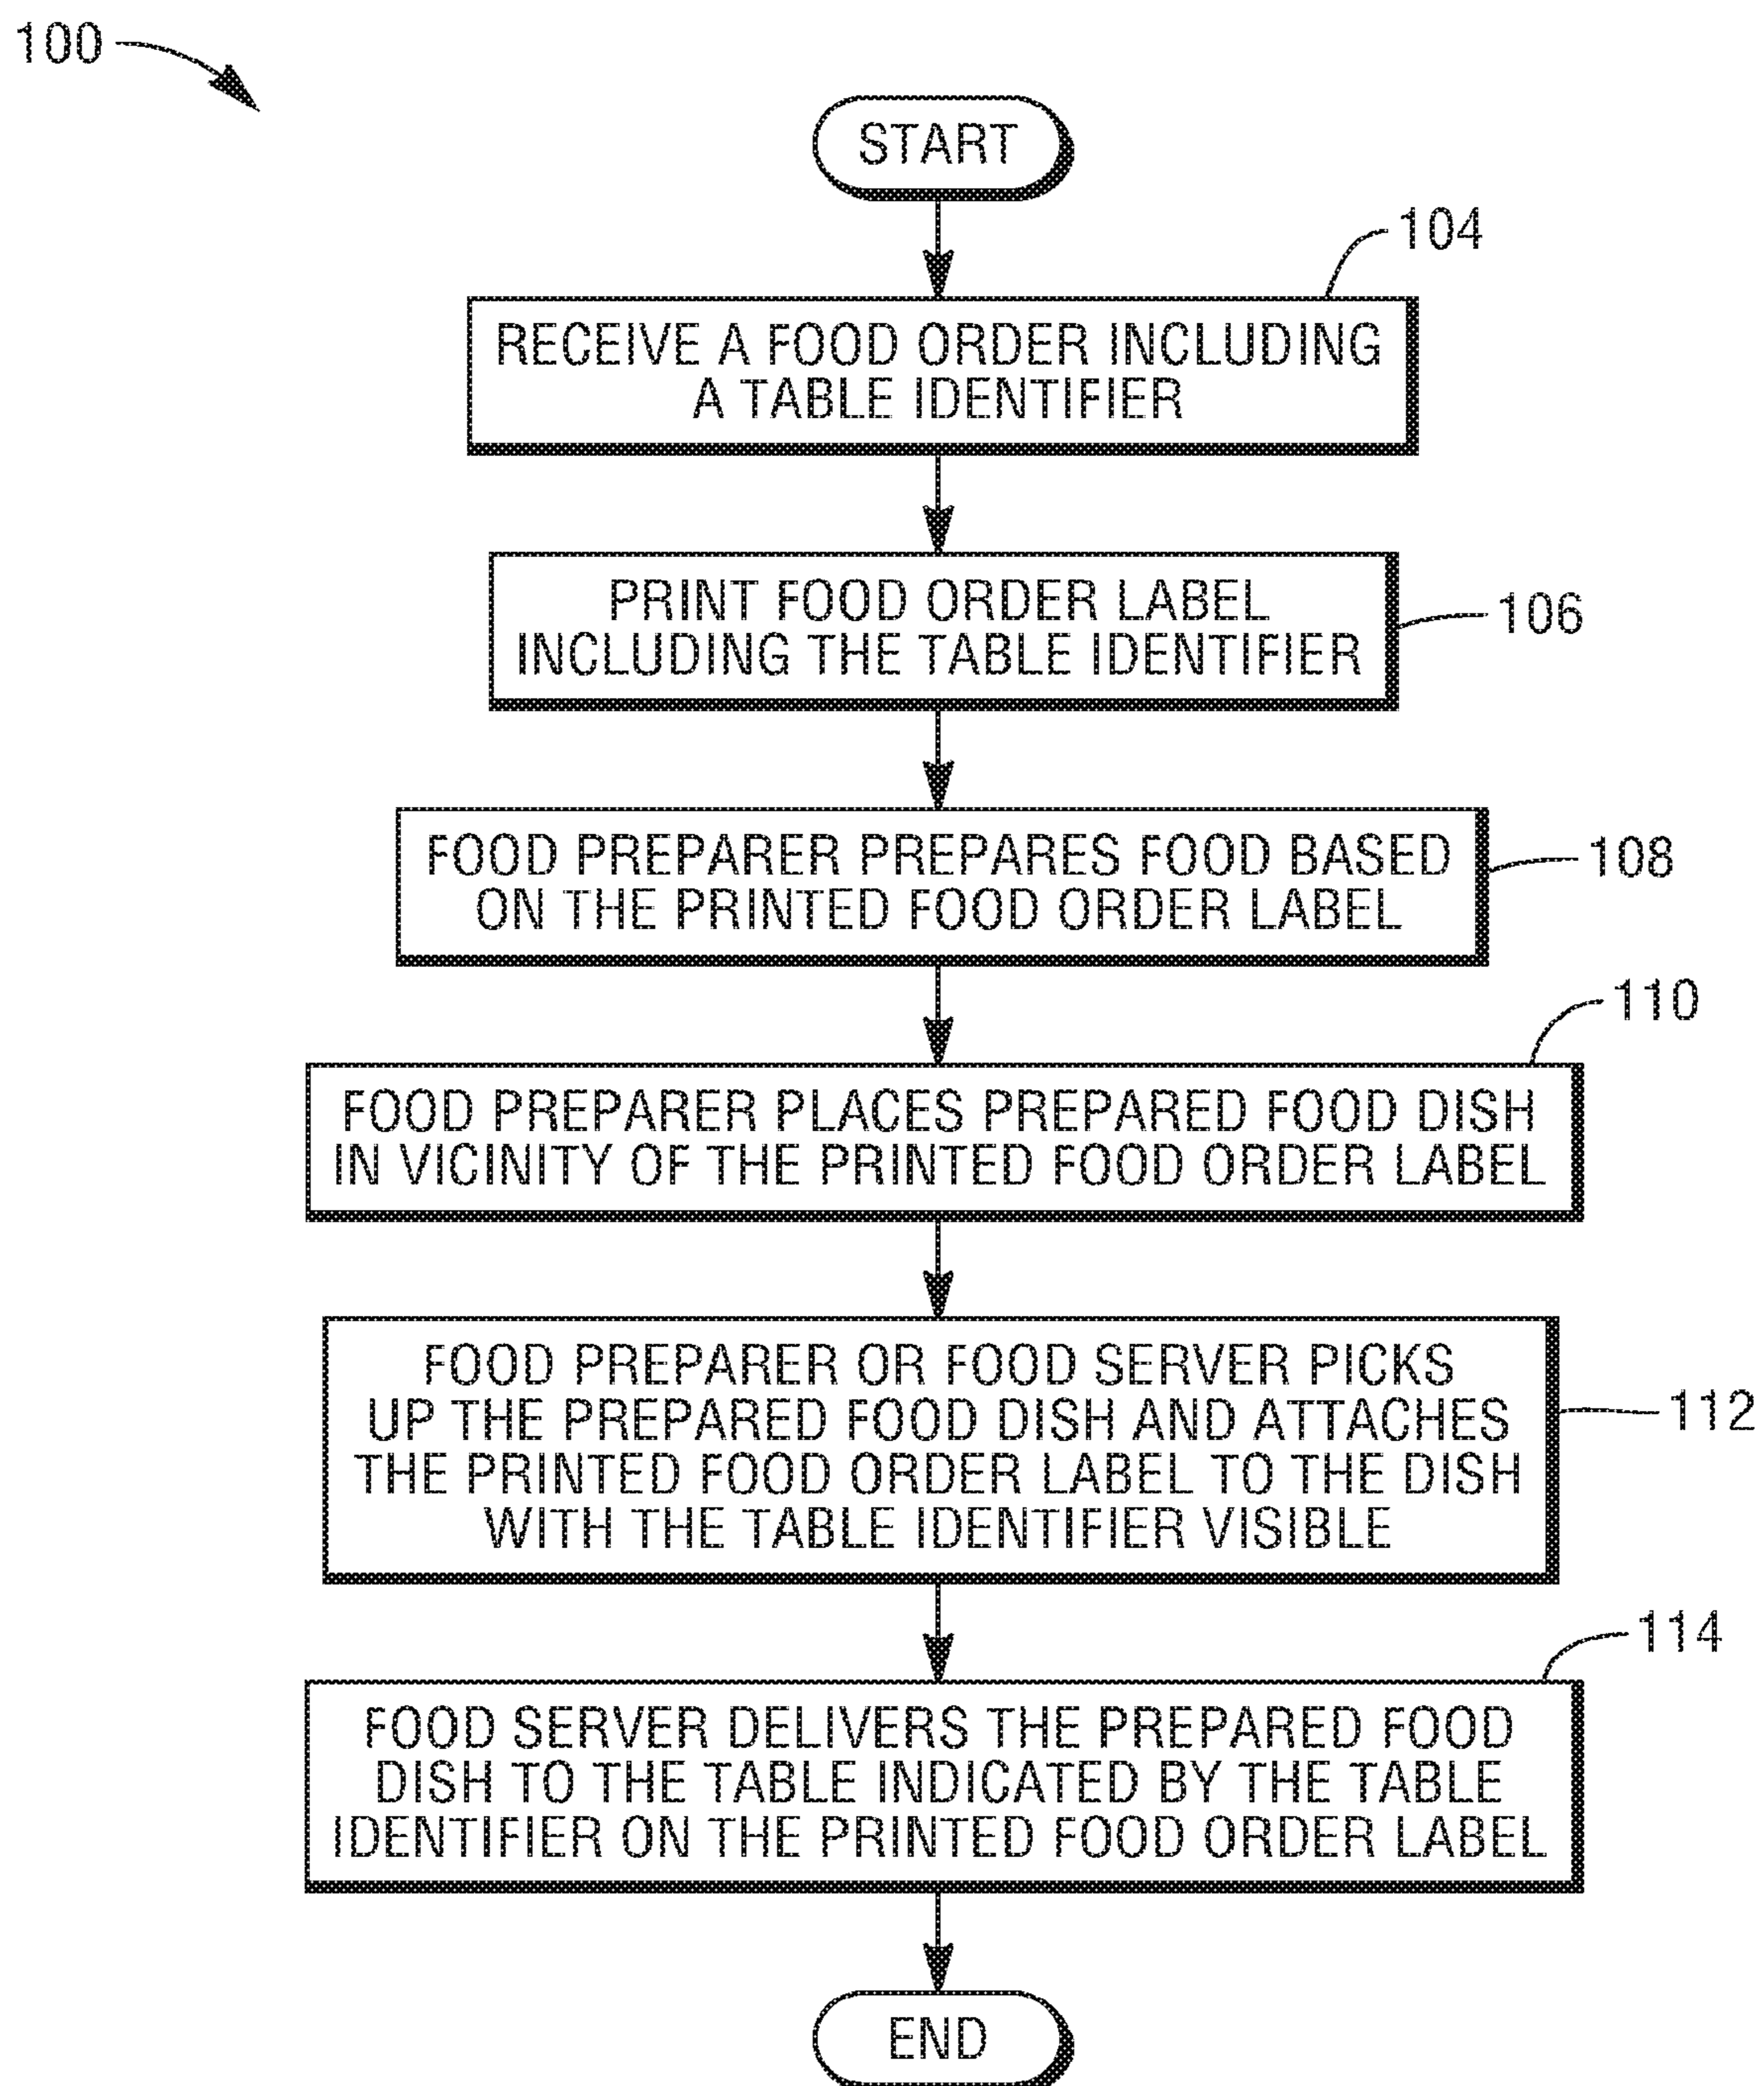 100
START
104
RECEIVE A FOOD ORDER INCLUDING
A TABLE IDENTIFIER
PRINT FOOD ORDER LABEL
INCLUDING THE TABLE IDENTIFIER
106
FOOD PREPARER PREPARES FOOD BASED
ON THE PRINTED FOOD ORDER LABEL
108
110
FOOD PREPARER PLACES PREPARED FOOD DISH
IN VICINITY OF THE PRINTED FOOD ORDER LABEL
FOOD PREPARER OR FOOD SERVER PICKS
UP THE PREPARED FOOD DISH AND ATTACHES
THE PRINTED FOOD ORDER LABEL TO THE DISH
WITH THE TABLE IDENTIFIER VISIBLE
112
114
FOOD SERVER DELIVERS THE PREPARED FOOD
DISH TO THE TABLE INDICATED BY THE TABLE
IDENTIFIER ON THE PRINTED FOOD ORDER LABEL
END